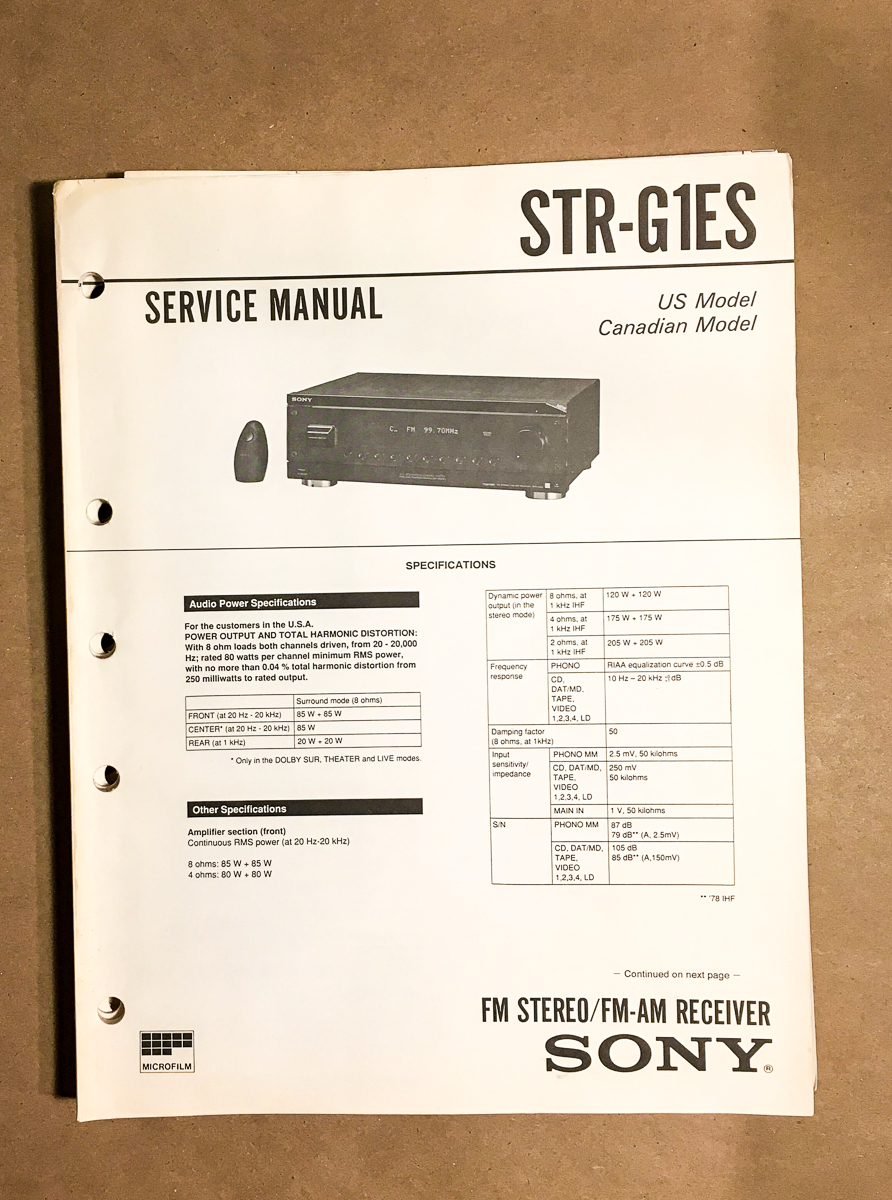 STR-G1ES
SERVICE MANUAL
US Model
Canadian Model
SONY
FM 99.70MHz
SPECIFICATIONS
Audio Power Specifications
For the customers in the U.S.A.
POWER OUTPUT AND TOTAL HARMONIC DISTORTION:
With 8 ohm loads both channels driven, from 20 - 20,000
Hz; rated 80 watts per channel minimum RMS power,
with no more than 0.04 % total harmonic distortion from
250 milliwatts to rated output.
Surround mode (8 ohms)
FRONT (at 20 Hz - 20 kHz) 85 W + 85 W
CENTER* (at 20 Hz - 20 kHz) 85 W
REAR (at 1 kHz) 20 W + 20 W
* Only in the DOLBY SUR, THEATER and LIVE modes.
Other Specifications
Amplifier section (front)
Continuous RMS power (at 20 Hz-20 kHz)
8 ohms: 85 W + 85 W
4 ohms: 80 W + 80 W
Dynamic power 8 ohms, at 120 W + 120 W
output (in the 1 kHz IHF
stereo mode) 4 ohms, at 175 W + 175 W
1 kHz IHF
2 ohms, at 205 W + 205 W
1 kHz IHF
Frequency PHONO RIAA equalization curve ±0.5 dB
response CD, 10 Hz – 20 kHz dB
DAT/MD,
TAPE,
VIDEO
1,2,3,4, LD
Damping factor 50
(8 ohms, at 1kHz)
Input PHONO MM 2.5 mV, 50 kilohms
sensitivity/ CD, DAT/MD, 250 mV
impedance TAPE, 50 kilohms
VIDEO
1,2,3,4, LD
MAIN IN 1 V, 50 kilohms
S/N PHONO MM 87 dB
79 dB** (A, 2.5mV)
CD, DAT/MD, 105 dB
TAPE, 85 dB** (A,150mV)
VIDEO
1,2,3,4, LD
** '78 IHF
– Continued on next page –
FM STEREO/FM-AM RECEIVER
SONY®
MICROFILM